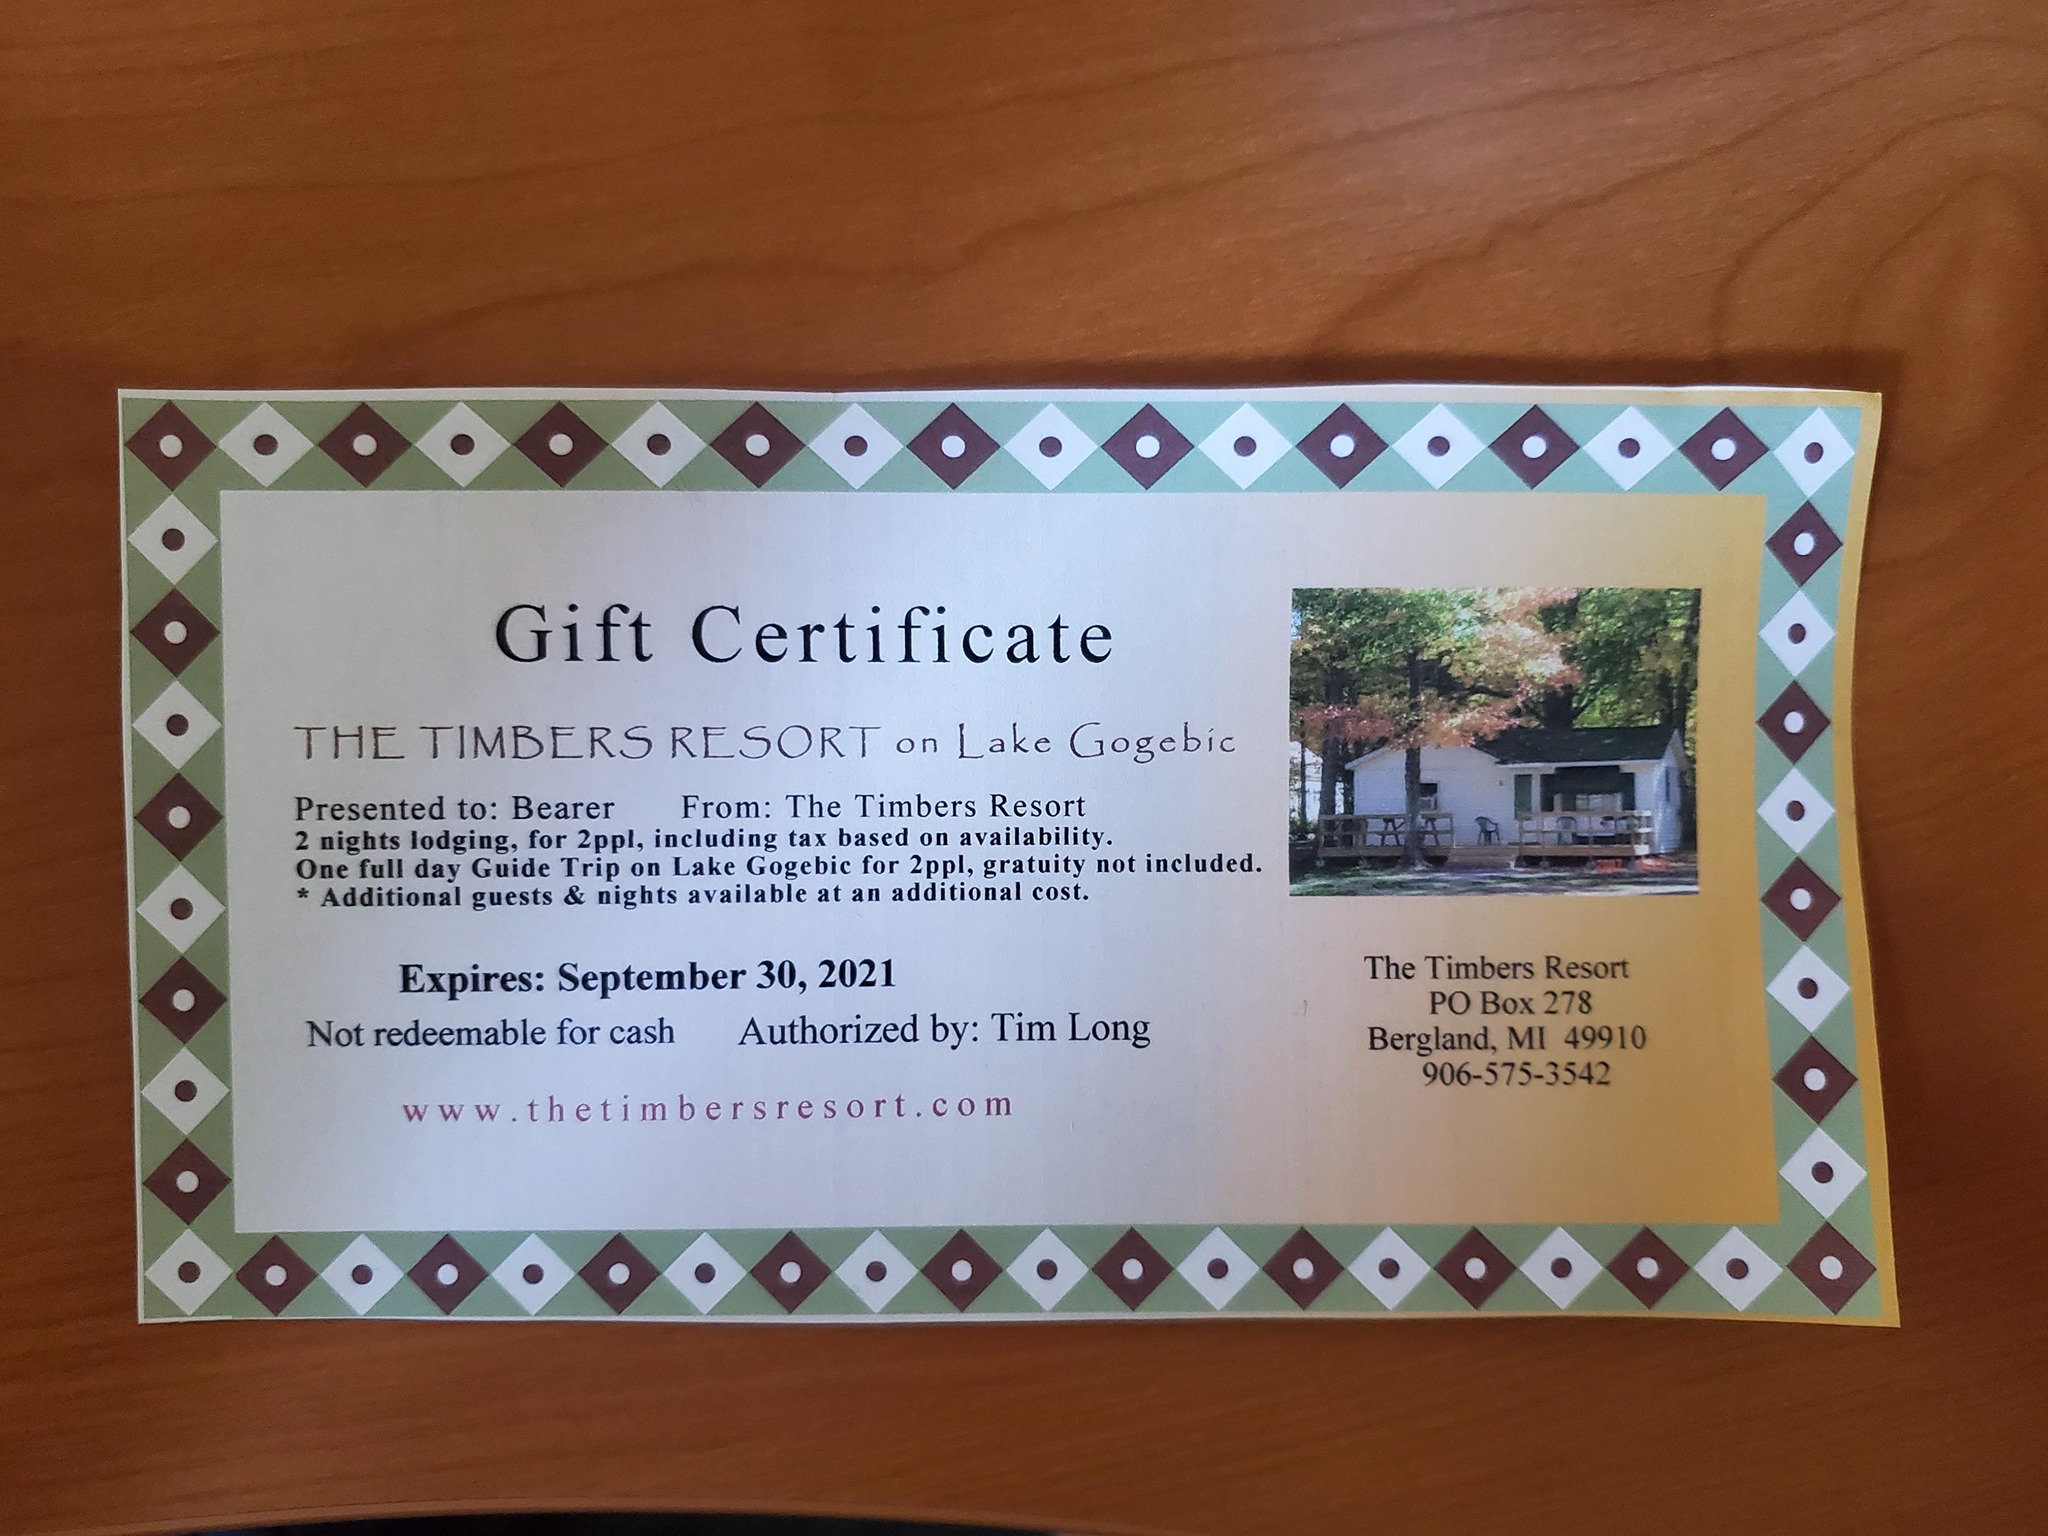 Gift Certificate
THE TIMBERS RESORT on Lake Gogebic
Presented to: Bearer From: The Timbers Resort
2 nights lodging, for 2ppl, including tax based on availability.
One full day Guide Trip on Lake Gogebic for 2ppl, gratuity not included.
* Additional guests & nights available at an additional cost.
Expires: September 30, 2021
Not redeemable for cash Authorized by: Tim Long
www.thetimbersresort.com
The Timbers Resort
PO Box 278
Bergland, MI 49910
906-575-3542